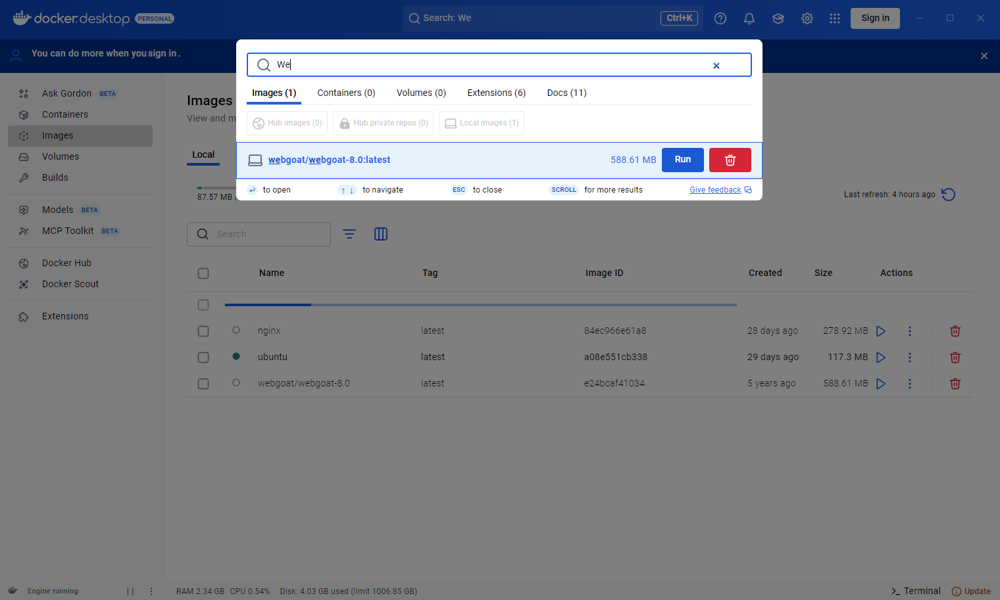 docker.desktop PERSONAL
Search: We
Ctrl+K
Sign in
You can do more when you sign in.
We
Images (1)
Containers (0)
Volumes (0)
Extensions (6)
Docs (11)
Hub images (0)
Hub private repos (0)
Local images (1)
webgoat/webgoat-8.0:latest
588.61 MB
Run
to open
to navigate
ESC to close
SCROLL for more results
Give feedback
Ask Gordon BETA
Containers
Images
Volumes
Builds
Models BETA
MCP Toolkit BETA
Docker Hub
Docker Scout
Extensions
Images
View and m
Local
87.57 MB /
Last refresh: 4 hours ago
Search
Name Tag Image ID Created Size Actions
nginx latest 84ec966e61a8 28 days ago 278.92 MB
ubuntu latest a08e551cb338 29 days ago 117.3 MB
webgoat/webgoat-8.0 latest e24bcaf41034 5 years ago 588.61 MB
Engine running
RAM 2.34 GB CPU 0.54% Disk: 4.03 GB used (limit 1006.85 GB)
Terminal
Update